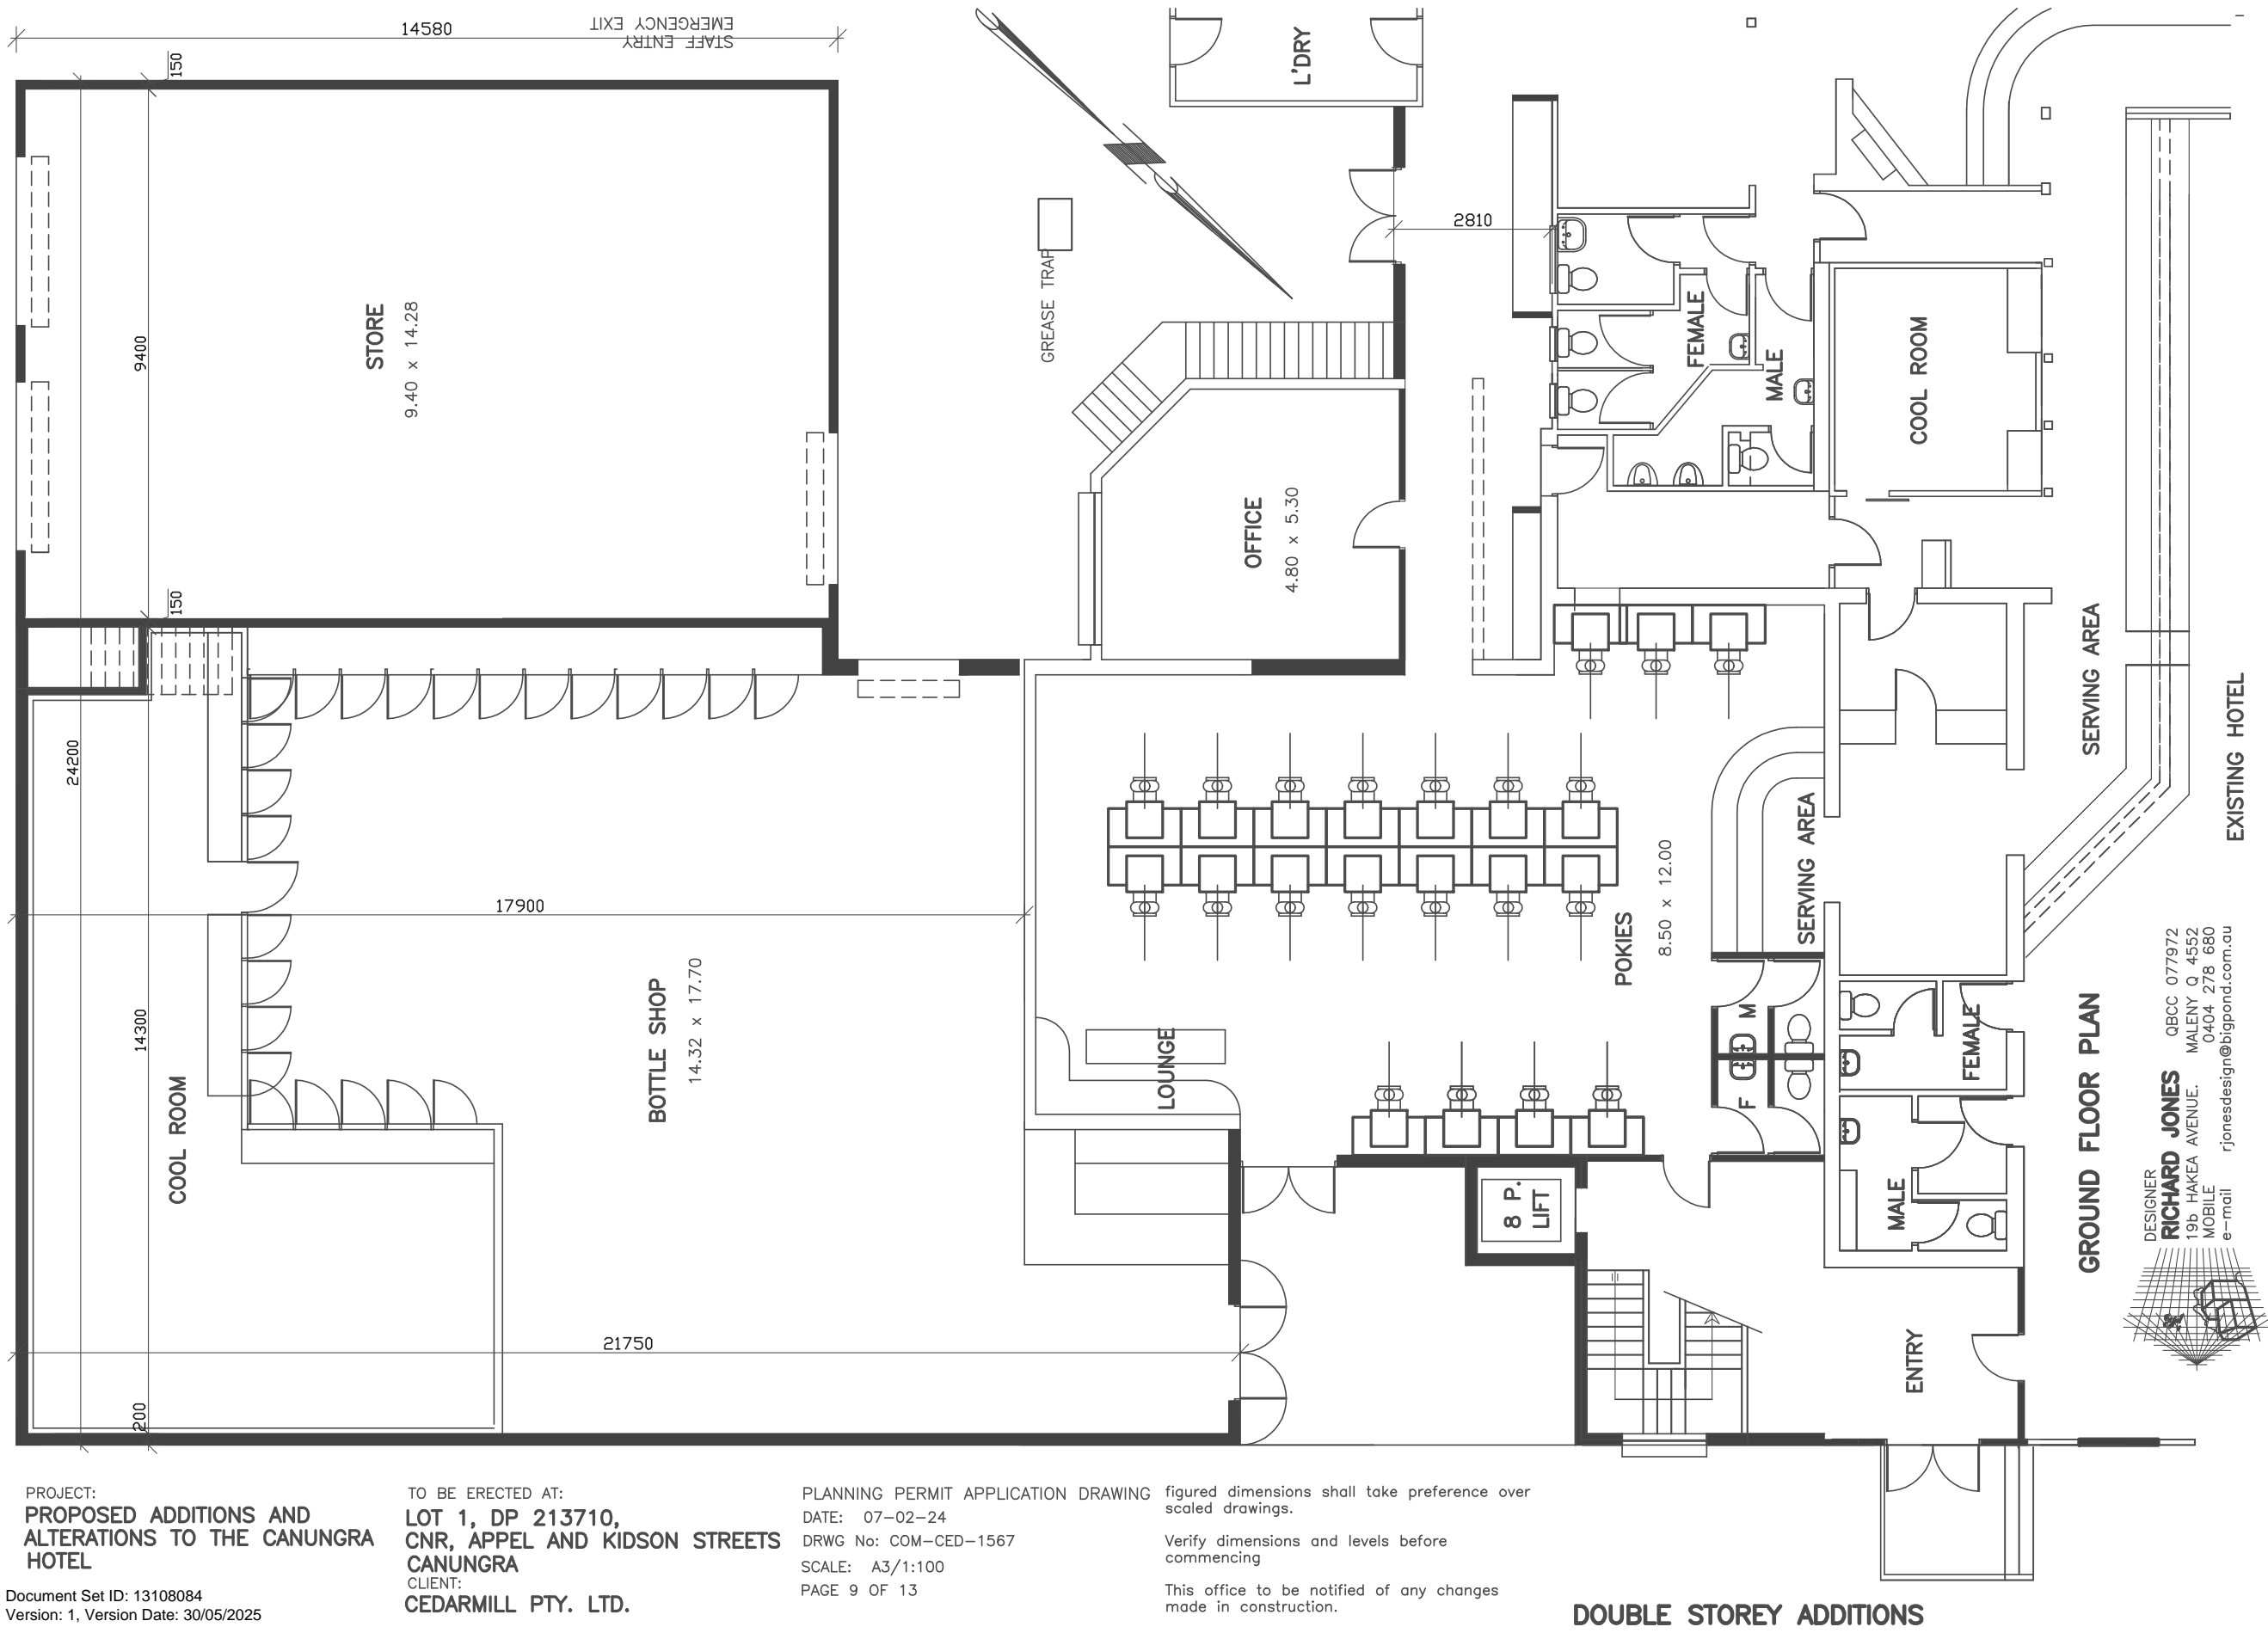 14580
STAFF ENTRY
EMERGENCY EXIT
150
L'DRY
2810
STORE
9.40 x 14.28
9400
GREASE TRAP
FEMALE
MALE
COOL ROOM
OFFICE
4.80 x 5.30
150
24200
SERVING AREA
EXISTING HOTEL
SERVING AREA
17900
POKIES
8.50 x 12.00
BOTTLE SHOP
14.32 x 17.70
14300
COOL ROOM
LOUNGE
M
F
FEMALE
MALE
8 P.
LIFT
21750
200
ENTRY
GROUND FLOOR PLAN
DESIGNER
RICHARD JONES QBCC 077972
19b HAKEA AVENUE. MALENY Q 4552
MOBILE 0404 278 680
e-mail rjonesdesign@bigpond.com.au
PROJECT:
PROPOSED ADDITIONS AND
ALTERATIONS TO THE CANUNGRA
HOTEL
Document Set ID: 13108084
Version: 1, Version Date: 30/05/2025
TO BE ERECTED AT:
LOT 1, DP 213710,
CNR, APPEL AND KIDSON STREETS
CANUNGRA
CLIENT:
CEDARMILL PTY. LTD.
PLANNING PERMIT APPLICATION DRAWING
DATE: 07-02-24
DRWG No: COM-CED-1567
SCALE: A3/1:100
PAGE 9 OF 13
figured dimensions shall take preference over
scaled drawings.
Verify dimensions and levels before
commencing
This office to be notified of any changes
made in construction.
DOUBLE STOREY ADDITIONS